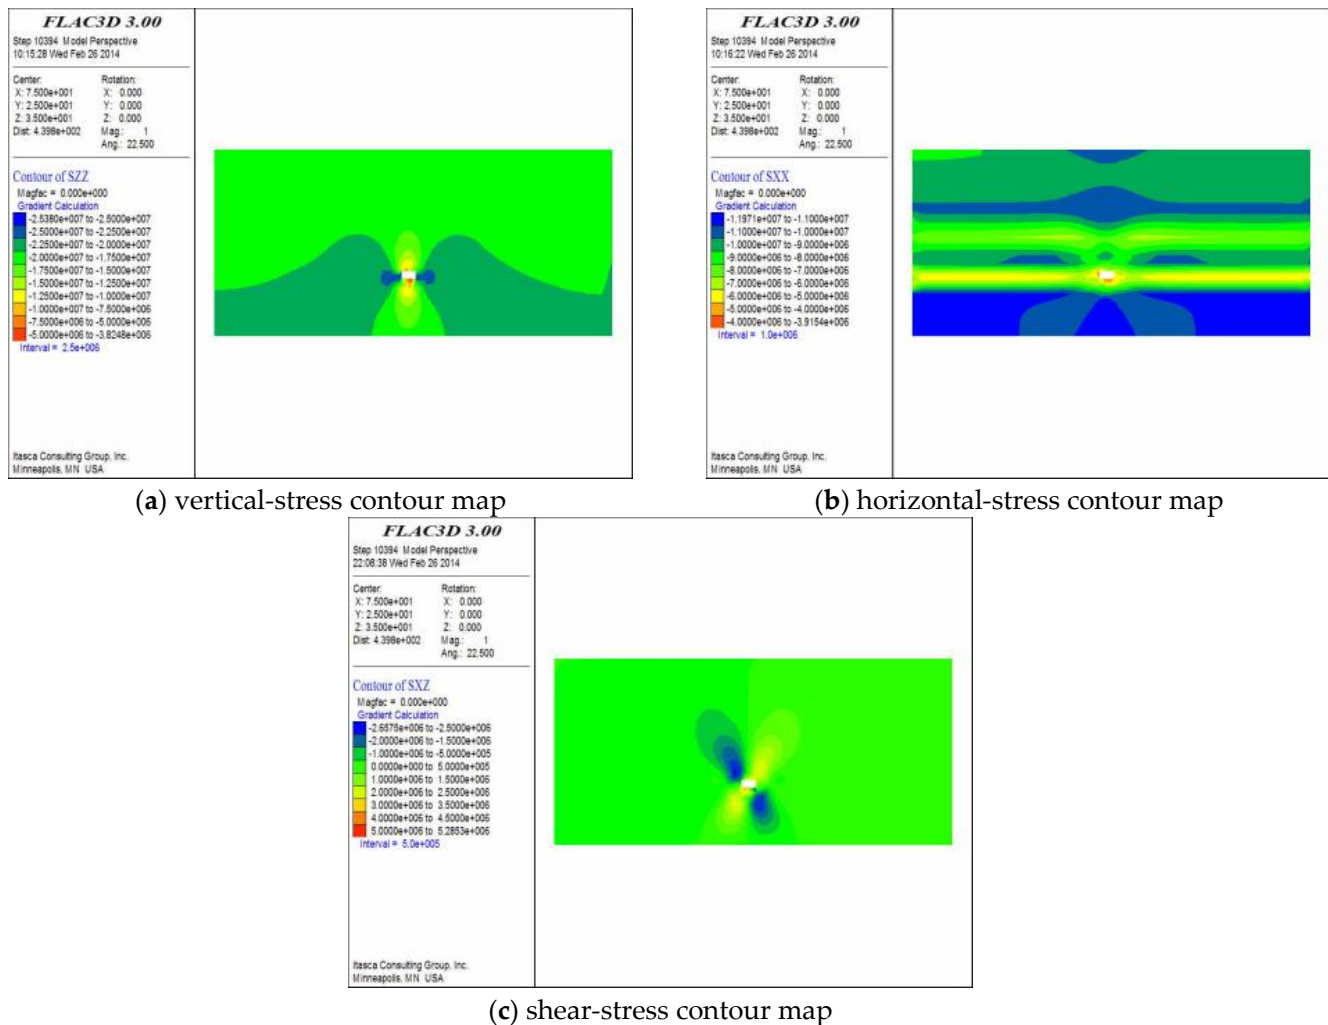 FLAC3D 3.00
Step 10394 Model Perspective
10:15:28 Wed Feb 26 2014
Center: Rotation:
X: 7.500e+001 X: 0.000
Y: 2.500e+001 Y: 0.000
Z: 3.500e+001 Z: 0.000
Dist: 4.398e+002 Mag.: 1
Ang.: 22.500
Contour of SZZ
Magfac = 0.000e+000
Gradient Calculation
-2.5380e+007 to -2.5000e+007
-2.5000e+007 to -2.2500e+007
-2.2500e+007 to -2.0000e+007
-2.0000e+007 to -1.7500e+007
-1.7500e+007 to -1.5000e+007
-1.5000e+007 to -1.2500e+007
-1.2500e+007 to -1.0000e+007
-1.0000e+007 to -7.5000e+006
-7.5000e+006 to -5.0000e+006
-5.0000e+006 to -3.8248e+006
Interval = 2.5e+006
Itasca Consulting Group, Inc.
Minneapolis, MN USA
(a) vertical-stress contour map
FLAC3D 3.00
Step 10394 Model Perspective
10:16:22 Wed Feb 26 2014
Center: Rotation:
X: 7.500e+001 X: 0.000
Y: 2.500e+001 Y: 0.000
Z: 3.500e+001 Z: 0.000
Dist: 4.398e+002 Mag.: 1
Ang.: 22.500
Contour of SXX
Magfac = 0.000e+000
Gradient Calculation
-1.1971e+007 to -1.1000e+007
-1.1000e+007 to -1.0000e+007
-1.0000e+007 to -9.0000e+006
-9.0000e+006 to -8.0000e+006
-8.0000e+006 to -7.0000e+006
-7.0000e+006 to -6.0000e+006
-6.0000e+006 to -5.0000e+006
-5.0000e+006 to -4.0000e+006
-4.0000e+006 to -3.9154e+006
Interval = 1.0e+006
Itasca Consulting Group, Inc.
Minneapolis, MN USA
(b) horizontal-stress contour map
FLAC3D 3.00
Step 10394 Model Perspective
22:08:38 Wed Feb 26 2014
Center: Rotation:
X: 7.500e+001 X: 0.000
Y: 2.500e+001 Y: 0.000
Z: 3.500e+001 Z: 0.000
Dist: 4.398e+002 Mag.: 1
Ang.: 22.500
Contour of SXZ
Magfac = 0.000e+000
Gradient Calculation
-2.6575e+006 to -2.5000e+006
-2.0000e+006 to -1.5000e+006
-1.0000e+006 to -5.0000e+005
0.0000e+000 to 5.0000e+005
1.0000e+006 to 1.5000e+006
2.0000e+006 to 2.5000e+006
3.0000e+006 to 3.5000e+006
4.0000e+006 to 4.5000e+006
5.0000e+006 to 5.2853e+006
Interval = 5.0e+005
Itasca Consulting Group, Inc.
Minneapolis, MN USA
(c) shear-stress contour map